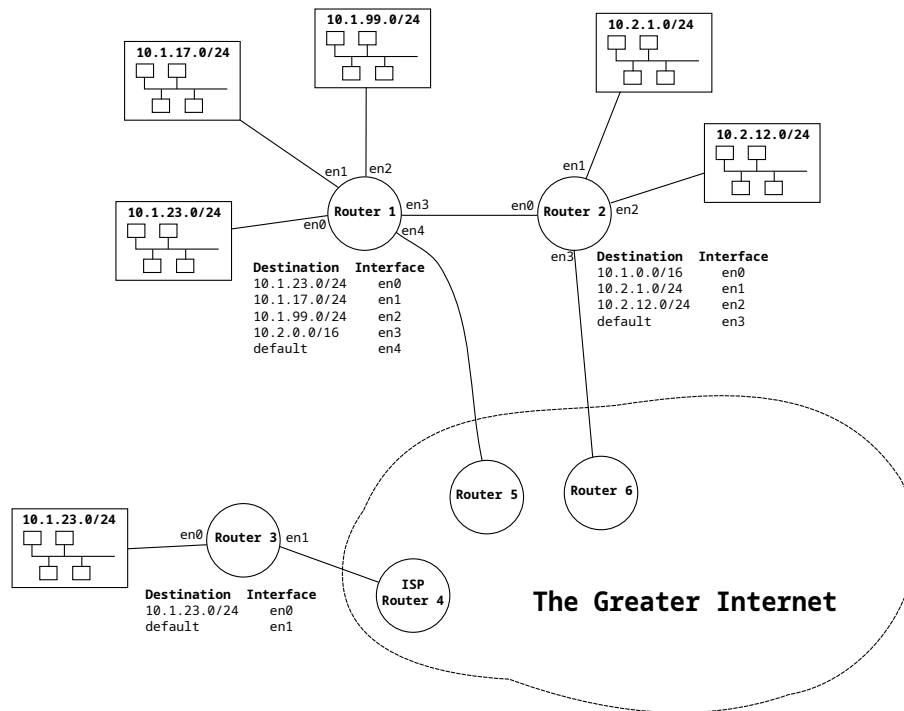 10.1.99.0/24
10.2.1.0/24
10.1.17.0/24
10.2.12.0/24
10.1.23.0/24
en1
en2
en0
Router 1
en3
en4
en0
Router 2
en1
en2
en3
Destination Interface
10.1.23.0/24 en0
10.1.17.0/24 en1
10.1.99.0/24 en2
10.2.0.0/16 en3
default en4
Destination Interface
10.1.0.0/16 en0
10.2.1.0/24 en1
10.2.12.0/24 en2
default en3
Router 5
Router 6
10.1.23.0/24
en0
Router 3
en1
Destination Interface
10.1.23.0/24 en0
default en1
ISP
Router 4
The Greater Internet